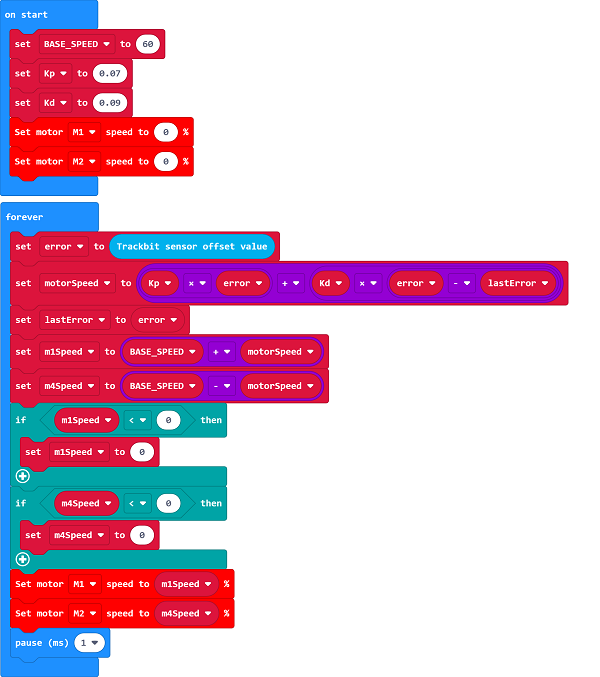 on start
set BASE_SPEED to 60
set Kp to 0.07
set Kd to 0.09
Set motor M1 speed to 0 %
Set motor M2 speed to 0 %
forever
set error to Trackbit sensor offset value
set motorSpeed to Kp × error + Kd × error - lastError
set lastError to error
set m1Speed to BASE_SPEED + motorSpeed
set m4Speed to BASE_SPEED - motorSpeed
if m1Speed < 0 then
set m1Speed to 0
if m4Speed < 0 then
set m4Speed to 0
Set motor M1 speed to m1Speed %
Set motor M2 speed to m4Speed %
pause (ms) 1